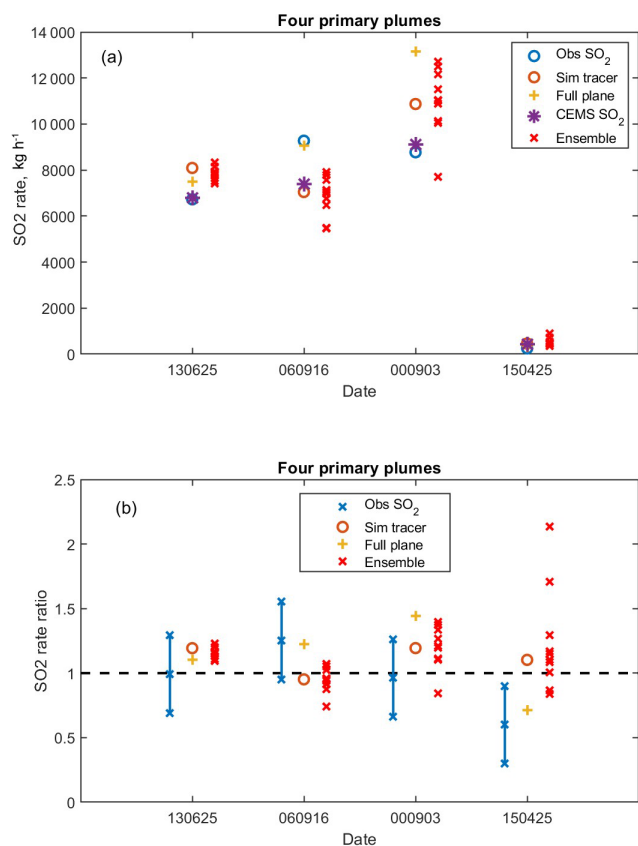 Four primary plumes
(a)
SO2 rate, kg h⁻¹
14 000
12 000
10 000
8000
6000
4000
2000
0
Obs SO₂
Sim tracer
Full plane
CEMS SO₂
Ensemble
130625 060916 000903 150425
Date
Four primary plumes
(b)
SO2 rate ratio
2.5
2
1.5
1
0.5
0
Obs SO₂
Sim tracer
Full plane
Ensemble
130625 060916 000903 150425
Date